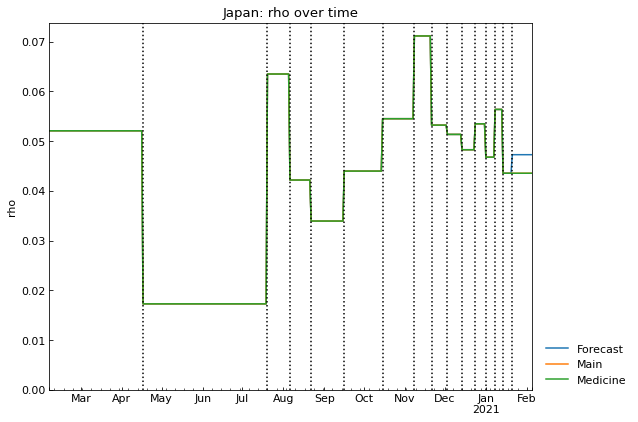 Japan: rho over time
rho
0.07
0.06
0.05
0.04
0.03
0.02
0.01
0.00
Mar Apr May Jun Jul Aug Sep Oct Nov Dec Jan Feb
2021
Forecast
Main
Medicine